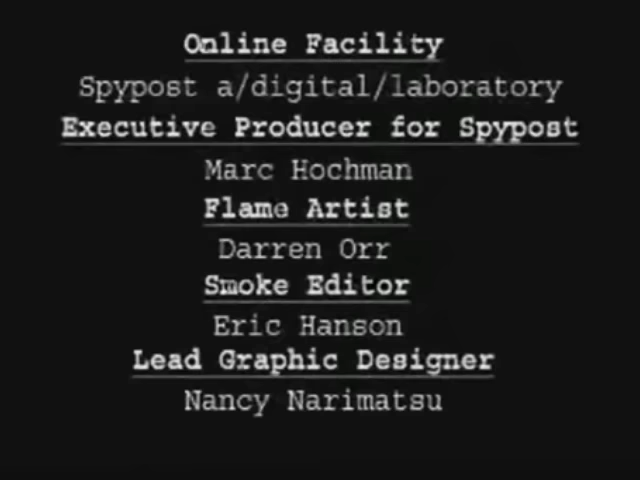 Online Facility
Spypost a/digital/laboratory
Executive Producer for Spypost
Marc Hochman
Flame Artist
Darren Orr
Smoke Editor
Eric Hanson
Lead Graphic Designer
Nancy Narimatsu